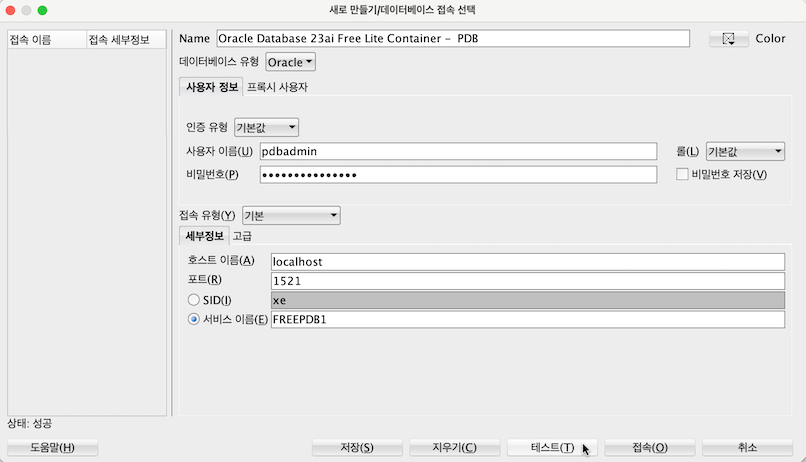 새로 만들기/데이터베이스 접속 선택
접속 이름 접속 세부정보
Name Oracle Database 23ai Free Lite Container - PDB Color
데이터베이스 유형 Oracle
사용자 정보 프록시 사용자
인증 유형 기본값
사용자 이름(U) pdbadmin 롤(L) 기본값
비밀번호(P) ●●●●●●●●●●●●●●● 비밀번호 저장(V)
접속 유형(Y) 기본
세부정보 고급
호스트 이름(A) localhost
포트(R) 1521
SID(I) xe
서비스 이름(E) FREEPDB1
상태: 성공
도움말(H) 저장(S) 지우기(C) 테스트(T) 접속(O) 취소